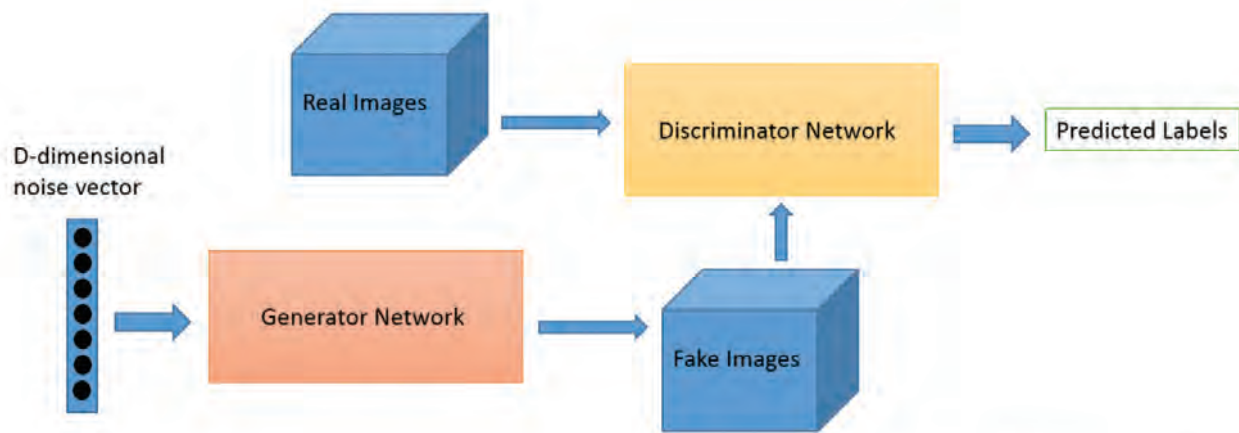 Real Images
Discriminator Network
Predicted Labels
D-dimensional
noise vector
Generator Network
Fake Images